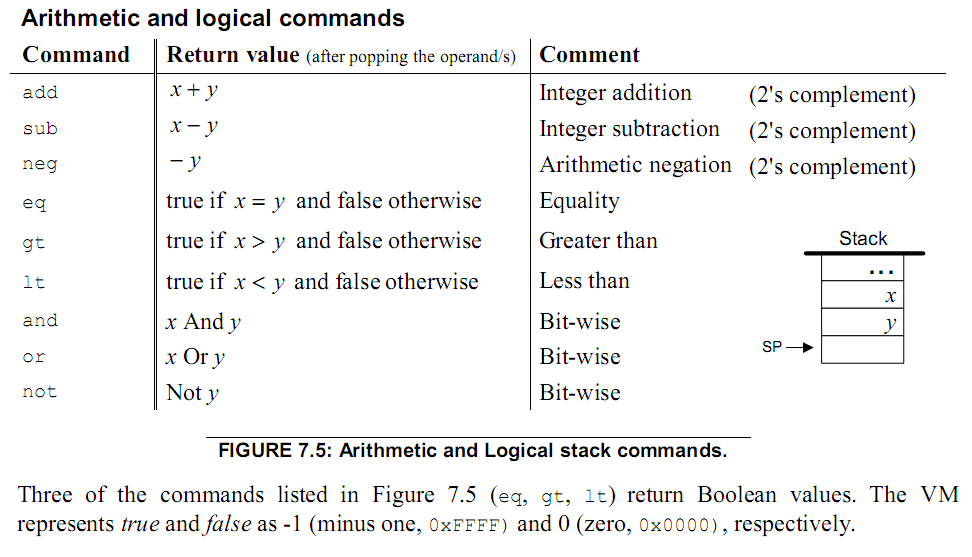 Arithmetic and logical commands
Command Return value (after popping the operand/s) Comment
add x + y Integer addition (2's complement)
sub x − y Integer subtraction (2's complement)
neg − y Arithmetic negation (2's complement)
eq true if x = y and false otherwise Equality
gt true if x > y and false otherwise Greater than
lt true if x < y and false otherwise Less than
and x And y Bit-wise
or x Or y Bit-wise
not Not y Bit-wise
Stack
...
x
y
SP
FIGURE 7.5: Arithmetic and Logical stack commands.
Three of the commands listed in Figure 7.5 (eq, gt, lt) return Boolean values. The VM
represents true and false as -1 (minus one, 0xFFFF) and 0 (zero, 0x0000), respectively.